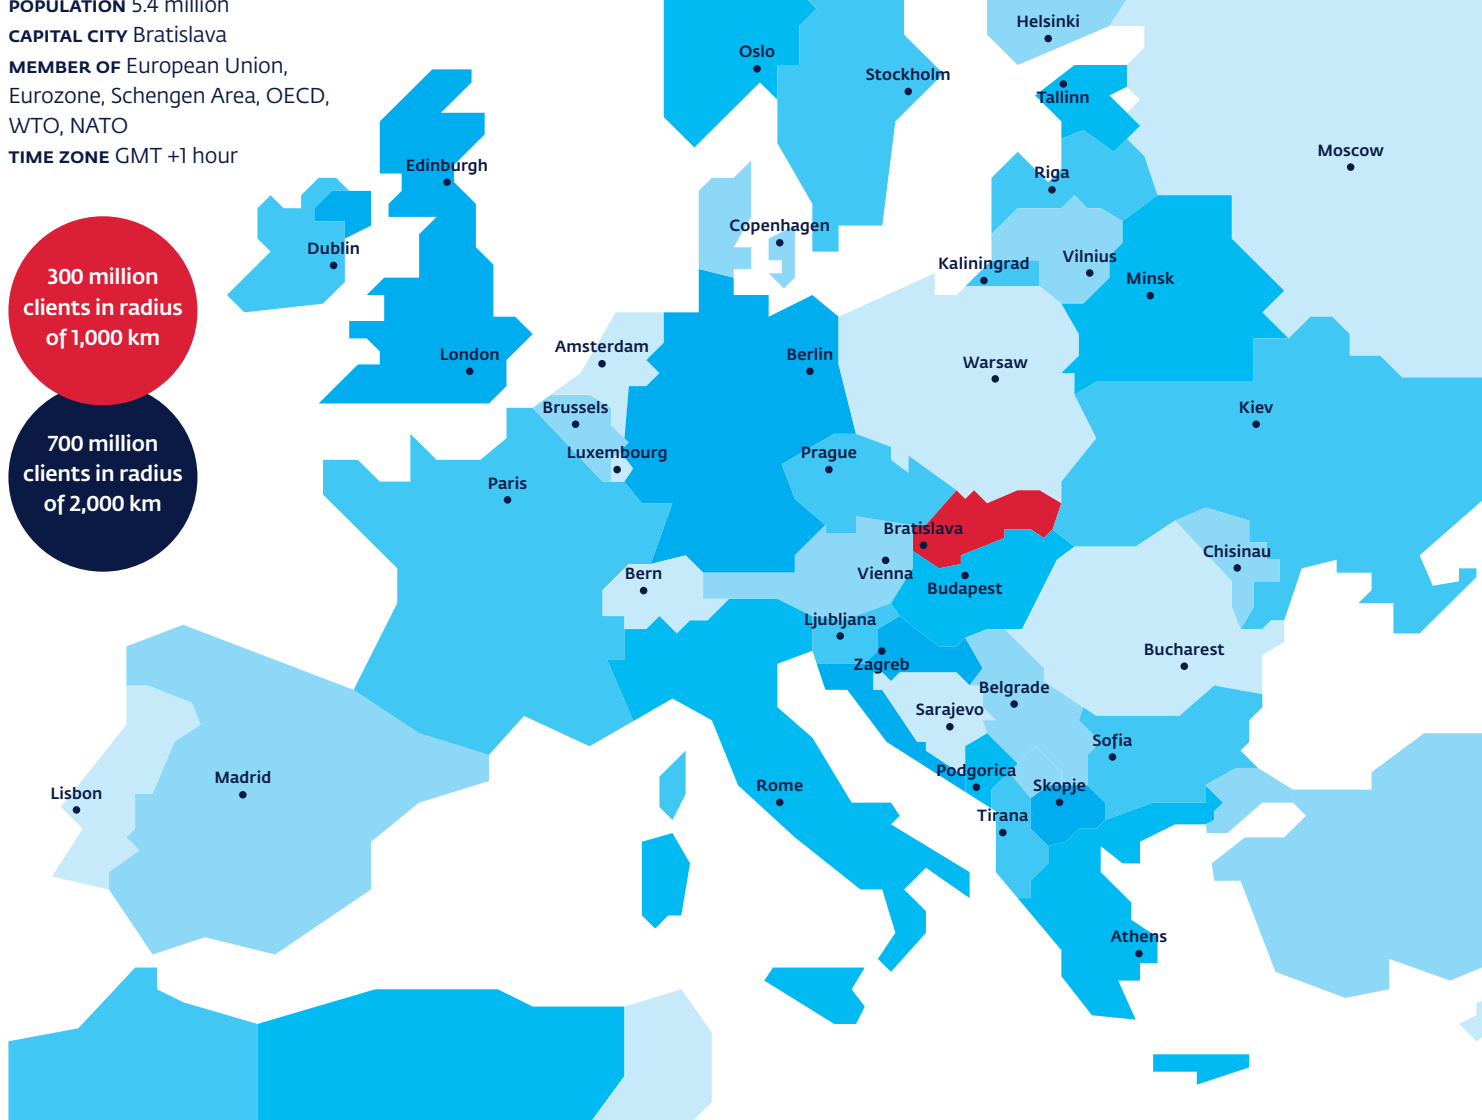 POPULATION 5.4 million
CAPITAL CITY Bratislava
MEMBER OF European Union,
Eurozone, Schengen Area, OECD,
WTO, NATO
TIME ZONE GMT +1 hour
300 million
clients in radius
of 1,000 km
700 million
clients in radius
of 2,000 km
Helsinki
Oslo
Stockholm
Tallinn
Moscow
Edinburgh
Riga
Copenhagen
Dublin
Vilnius
Kaliningrad
Minsk
Amsterdam
London
Berlin
Warsaw
Brussels
Kiev
Luxembourg
Prague
Paris
Bratislava
Chisinau
Bern
Vienna
Budapest
Ljubljana
Bucharest
Zagreb
Belgrade
Sarajevo
Sofia
Podgorica
Madrid
Rome
Skopje
Lisbon
Tirana
Athens